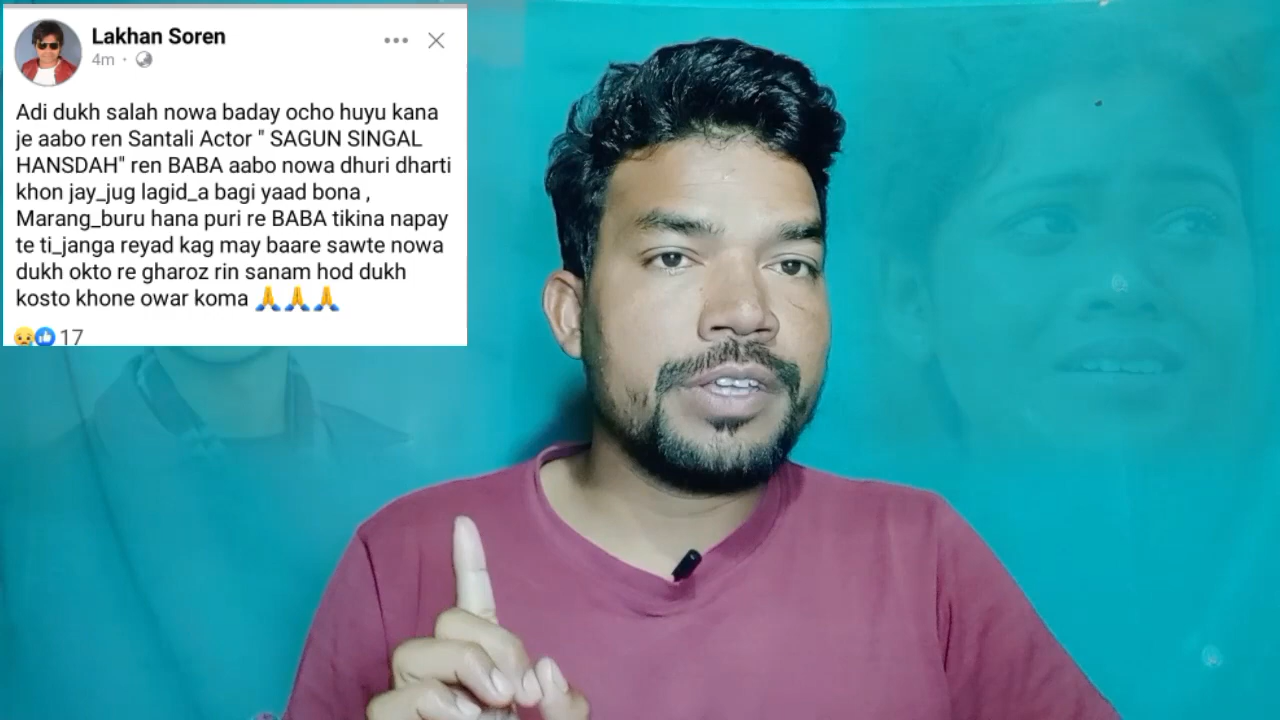 Lakhan Soren
4m ·
Adi dukh salah nowa baday ocho huyu kana
je aabo ren Santali Actor " SAGUN SINGAL
HANSDAH" ren BABA aabo nowa dhuri dharti
khon jay_jug lagid_a bagi yaad bona ,
Marang_buru hana puri re BABA tikina napay
te ti_janga reyad kag may baare sawte nowa
dukh okto re gharoz rin sanam hod dukh
kosto khone owar koma 🙏🙏🙏
17